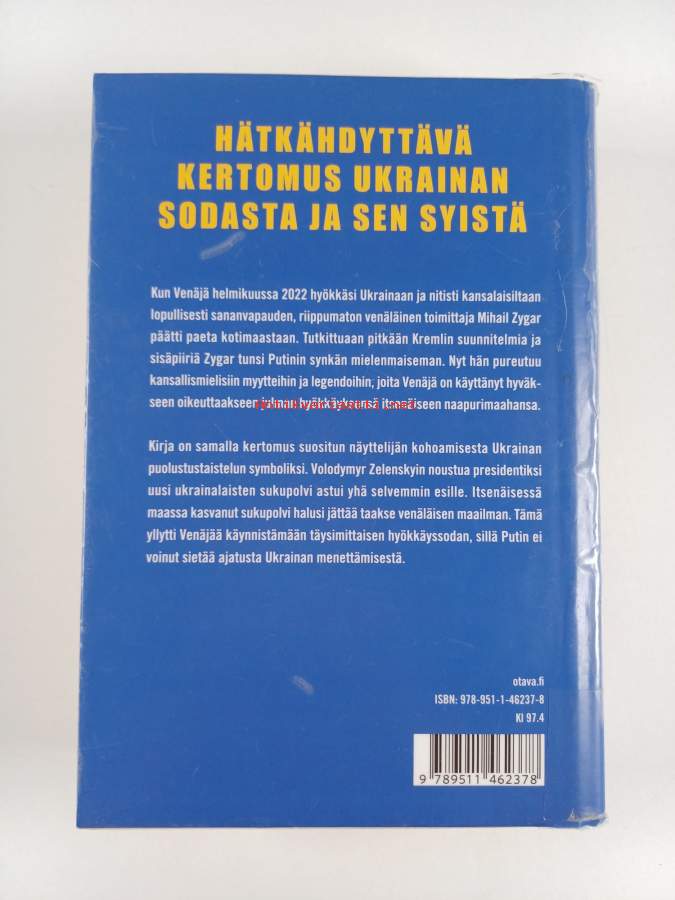 HÄTKÄHDYTTÄVÄ
KERTOMUS UKRAINAN
SODASTA JA SEN SYISTÄ
Kun Venäjä helmikuussa 2022 hyökkäsi Ukrainaan ja nitisti kansalaisiltaan
lopullisesti sananvapauden, riippumaton venäläinen toimittaja Mihail Zygar
päätti paeta kotimaastaan. Tutkittuaan pitkään Kremlin suunnitelmia ja
sisäpiiriä Zygar tunsi Putinin synkän mielenmaiseman. Nyt hän pureutuu
kansallismielisiin myytteihin ja legendoihin, joita Venäjä on käyttänyt hyväk-
seen oikeuttaakseen julman hyökkäyksensä itsenäiseen naapurimaahansa.
Kirja on samalla kertomus suositun näyttelijän kohoamisesta Ukrainan
puolustustaistelun symboliksi. Volodymyr Zelenskyin noustua presidentiksi
uusi ukrainalaisten sukupolvi astui yhä selvemmin esille. Itsenäisessä
maassa kasvanut sukupolvi halusi jättää taakse venäläisen maailman. Tämä
yllytti Venäjää käynnistämään täysimittaisen hyökkäyssodan, sillä Putin ei
voinut sietää ajatusta Ukrainan menettämisestä.
otava.fi
ISBN: 978-951-1-46237-8
Kl 97.4
9 789511 462378